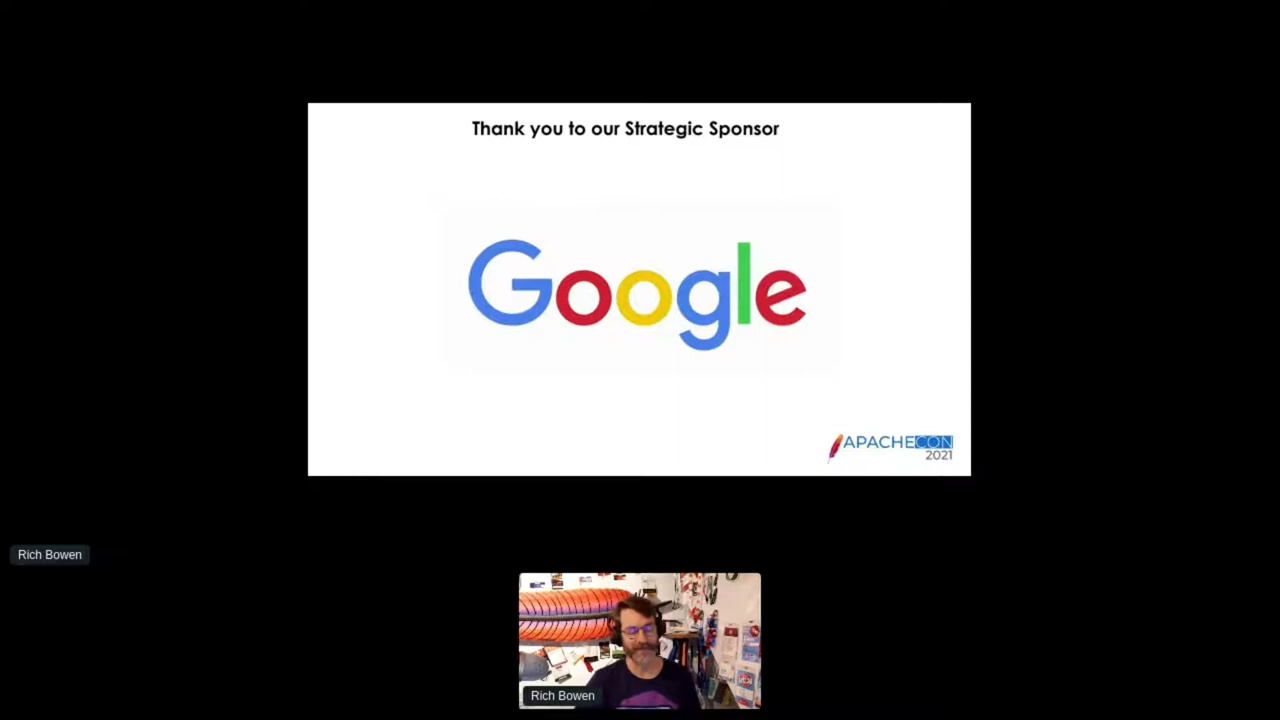 Thank you to our Strategic Sponsor
Google
APACHECON
2021
Rich Bowen
Rich Bowen